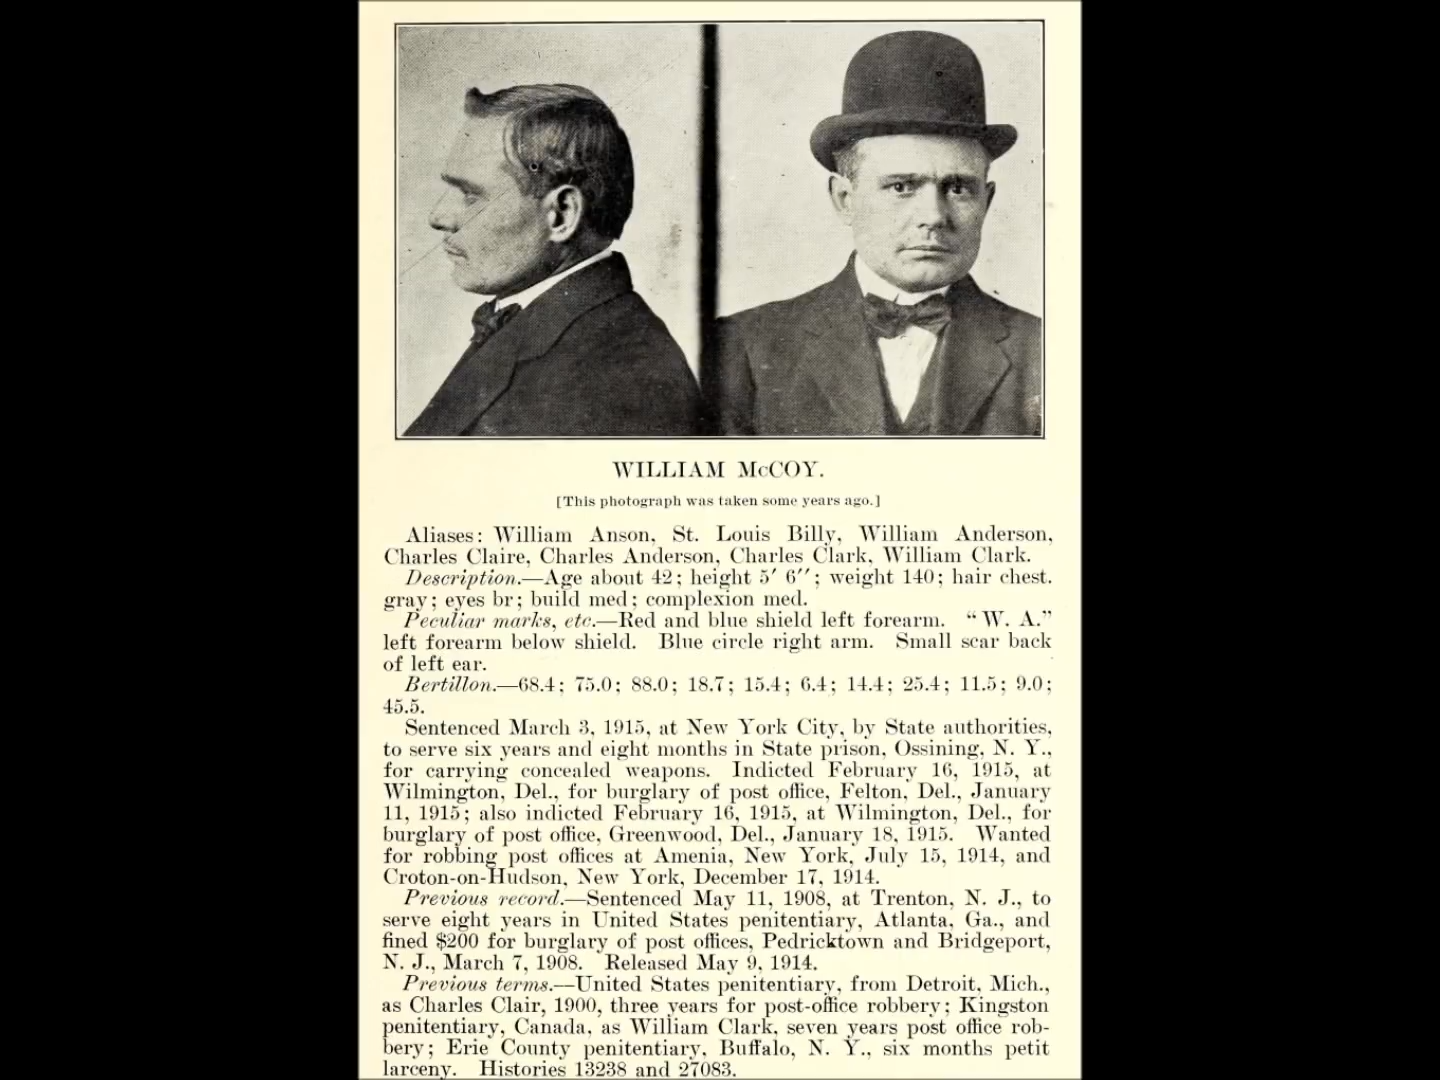 WILLIAM McCOY.
[This photograph was taken some years ago.]
Aliases: William Anson, St. Louis Billy, William Anderson,
Charles Claire, Charles Anderson, Charles Clark, William Clark.
Description.—Age about 42; height 5′ 6′′; weight 140; hair chest.
gray; eyes br; build med; complexion med.
Peculiar marks, etc.—Red and blue shield left forearm. “W. A.”
left forearm below shield. Blue circle right arm. Small scar back
of left ear.
Bertillon.—68.4; 75.0; 88.0; 18.7; 15.4; 6.4; 14.4; 25.4; 11.5; 9.0;
45.5.
Sentenced March 3, 1915, at New York City, by State authorities,
to serve six years and eight months in State prison, Ossining, N. Y.,
for carrying concealed weapons. Indicted February 16, 1915, at
Wilmington, Del., for burglary of post office, Felton, Del., January
11, 1915; also indicted February 16, 1915, at Wilmington, Del., for
burglary of post office, Greenwood, Del., January 18, 1915. Wanted
for robbing post offices at Amenia, New York, July 15, 1914, and
Croton-on-Hudson, New York, December 17, 1914.
Previous record.—Sentenced May 11, 1908, at Trenton, N. J., to
serve eight years in United States penitentiary, Atlanta, Ga., and
fined $200 for burglary of post offices, Pedricktown and Bridgeport,
N. J., March 7, 1908. Released May 9, 1914.
Previous terms.—United States penitentiary, from Detroit, Mich.,
as Charles Clair, 1900, three years for post-office robbery; Kingston
penitentiary, Canada, as William Clark, seven years post office rob-
bery; Erie County penitentiary, Buffalo, N. Y., six months petit
larceny. Histories 13238 and 27083.